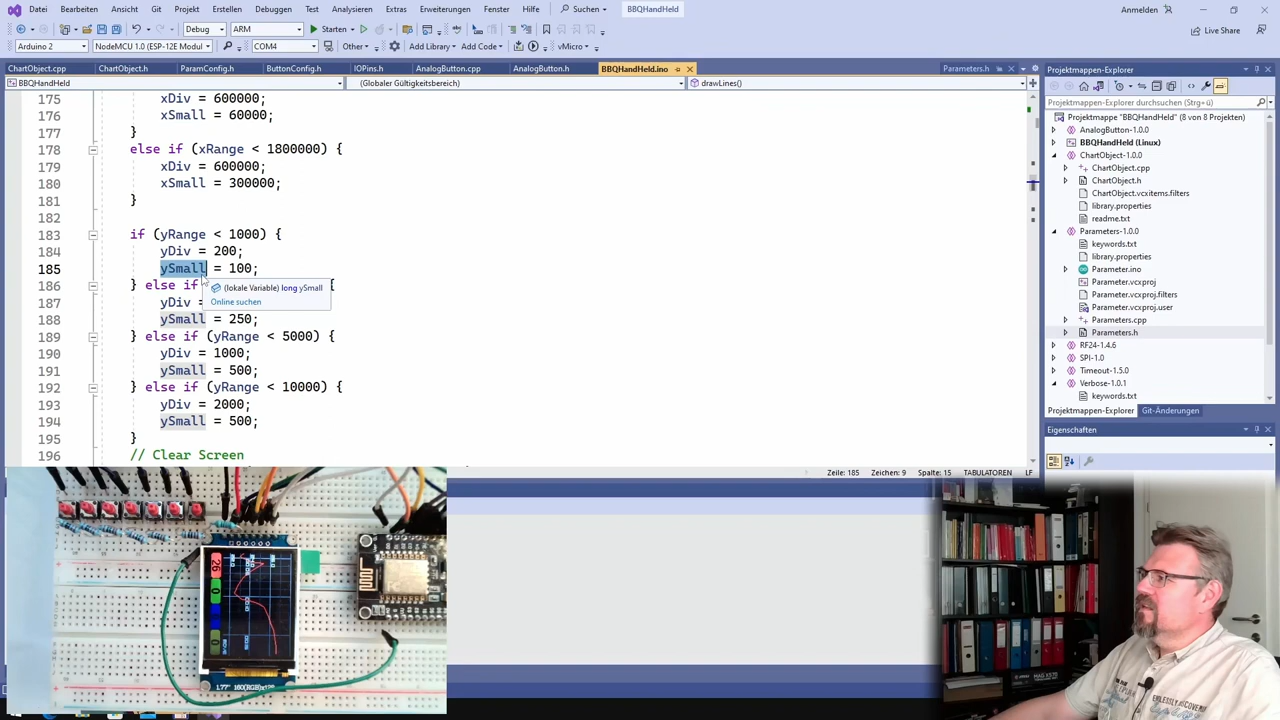 Datei Bearbeiten Ansicht Git Projekt Erstellen Debuggen Test Analysieren Extras Erweiterungen Fenster Hilfe Suchen BBQHandHeld Anmelden
Debug ARM Starten Live Share
Arduino 2 NodeMCU 1.0 (ESP-12E Modul COM4 Other Add Library Add Code vMicro
ChartObject.cpp ChartObject.h ParamConfig.h ButtonConfig.h IOPins.h AnalogButton.cpp AnalogButton.h BBQHandHeld.ino Parameters.h
BBQHandHeld (Globaler Gültigkeitsbereich) drawLines()
175 xDiv = 600000;
176 xSmall = 60000;
177 }
178 else if (xRange < 1800000) {
179 xDiv = 600000;
180 xSmall = 300000;
181 }
182
183 if (yRange < 1000) {
184 yDiv = 200;
185 ySmall = 100;
186 } else if {
(lokale Variable) long ySmall
Online suchen
187 yDiv =
188 ySmall = 250;
189 } else if (yRange < 5000) {
190 yDiv = 1000;
191 ySmall = 500;
192 } else if (yRange < 10000) {
193 yDiv = 2000;
194 ySmall = 500;
195 }
196 // Clear Screen
Zeile: 185 Zeichen: 9 Spalte: 15 TABULATOREN LF
Projektmappen-Explorer
Projektmappen-Explorer durchsuchen (Strg+ü)
Projektmappe "BBQHandHeld" (8 von 8 Projekten)
AnalogButton-1.0.0
BBQHandHeld (Linux)
ChartObject-1.0.0
ChartObject.cpp
ChartObject.h
ChartObject.vcxitems.filters
library.properties
readme.txt
Parameters-1.0.0
keywords.txt
library.properties
Parameter.ino
Parameter.vcxproj
Parameter.vcxproj.filters
Parameter.vcxproj.user
Parameters.cpp
Parameters.h
RF24-1.4.6
SPI-1.0
Timeout-1.5.0
Verbose-1.0.1
keywords.txt
Projektmappen-Explorer Git-Änderungen
Eigenschaften
26
0
0
1.77" 160(RGB)x128